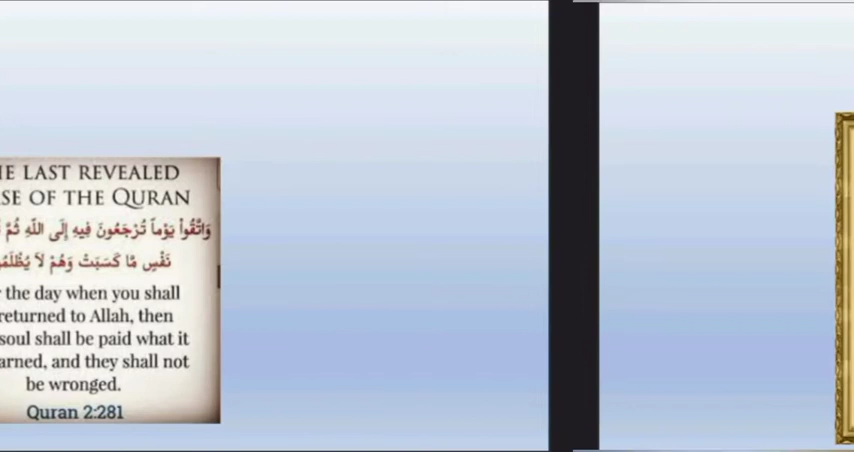 E LAST REVEALED
SE OF THE QURAN
وَاتَّقُواْ يَوْماً تُرْجَعُونَ فِيهِ إِلَى اللّهِ ثُمَّ
نَفْسٍ مَّا كَسَبَتْ وَهُمْ لاَ
the day when you shall
returned to Allah, then
soul shall be paid what it
arned, and they shall not
be wronged.
Quran 2:281